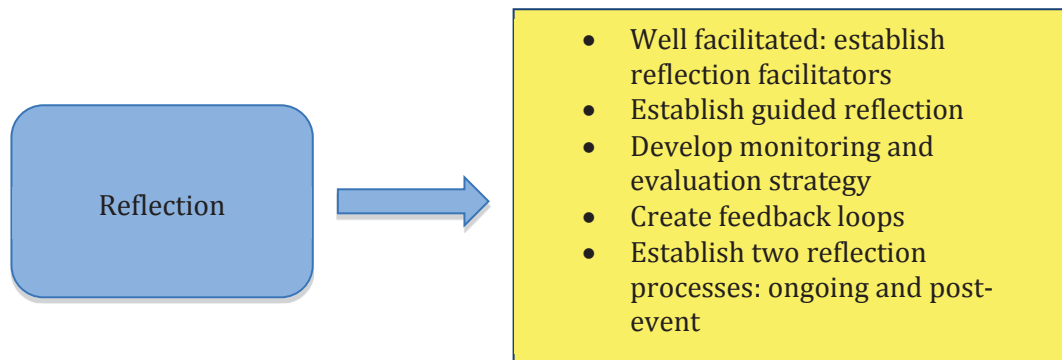 Reflection
• Well facilitated: establish
reflection facilitators
• Establish guided reflection
• Develop monitoring and
evaluation strategy
• Create feedback loops
• Establish two reflection
processes: ongoing and post-
event